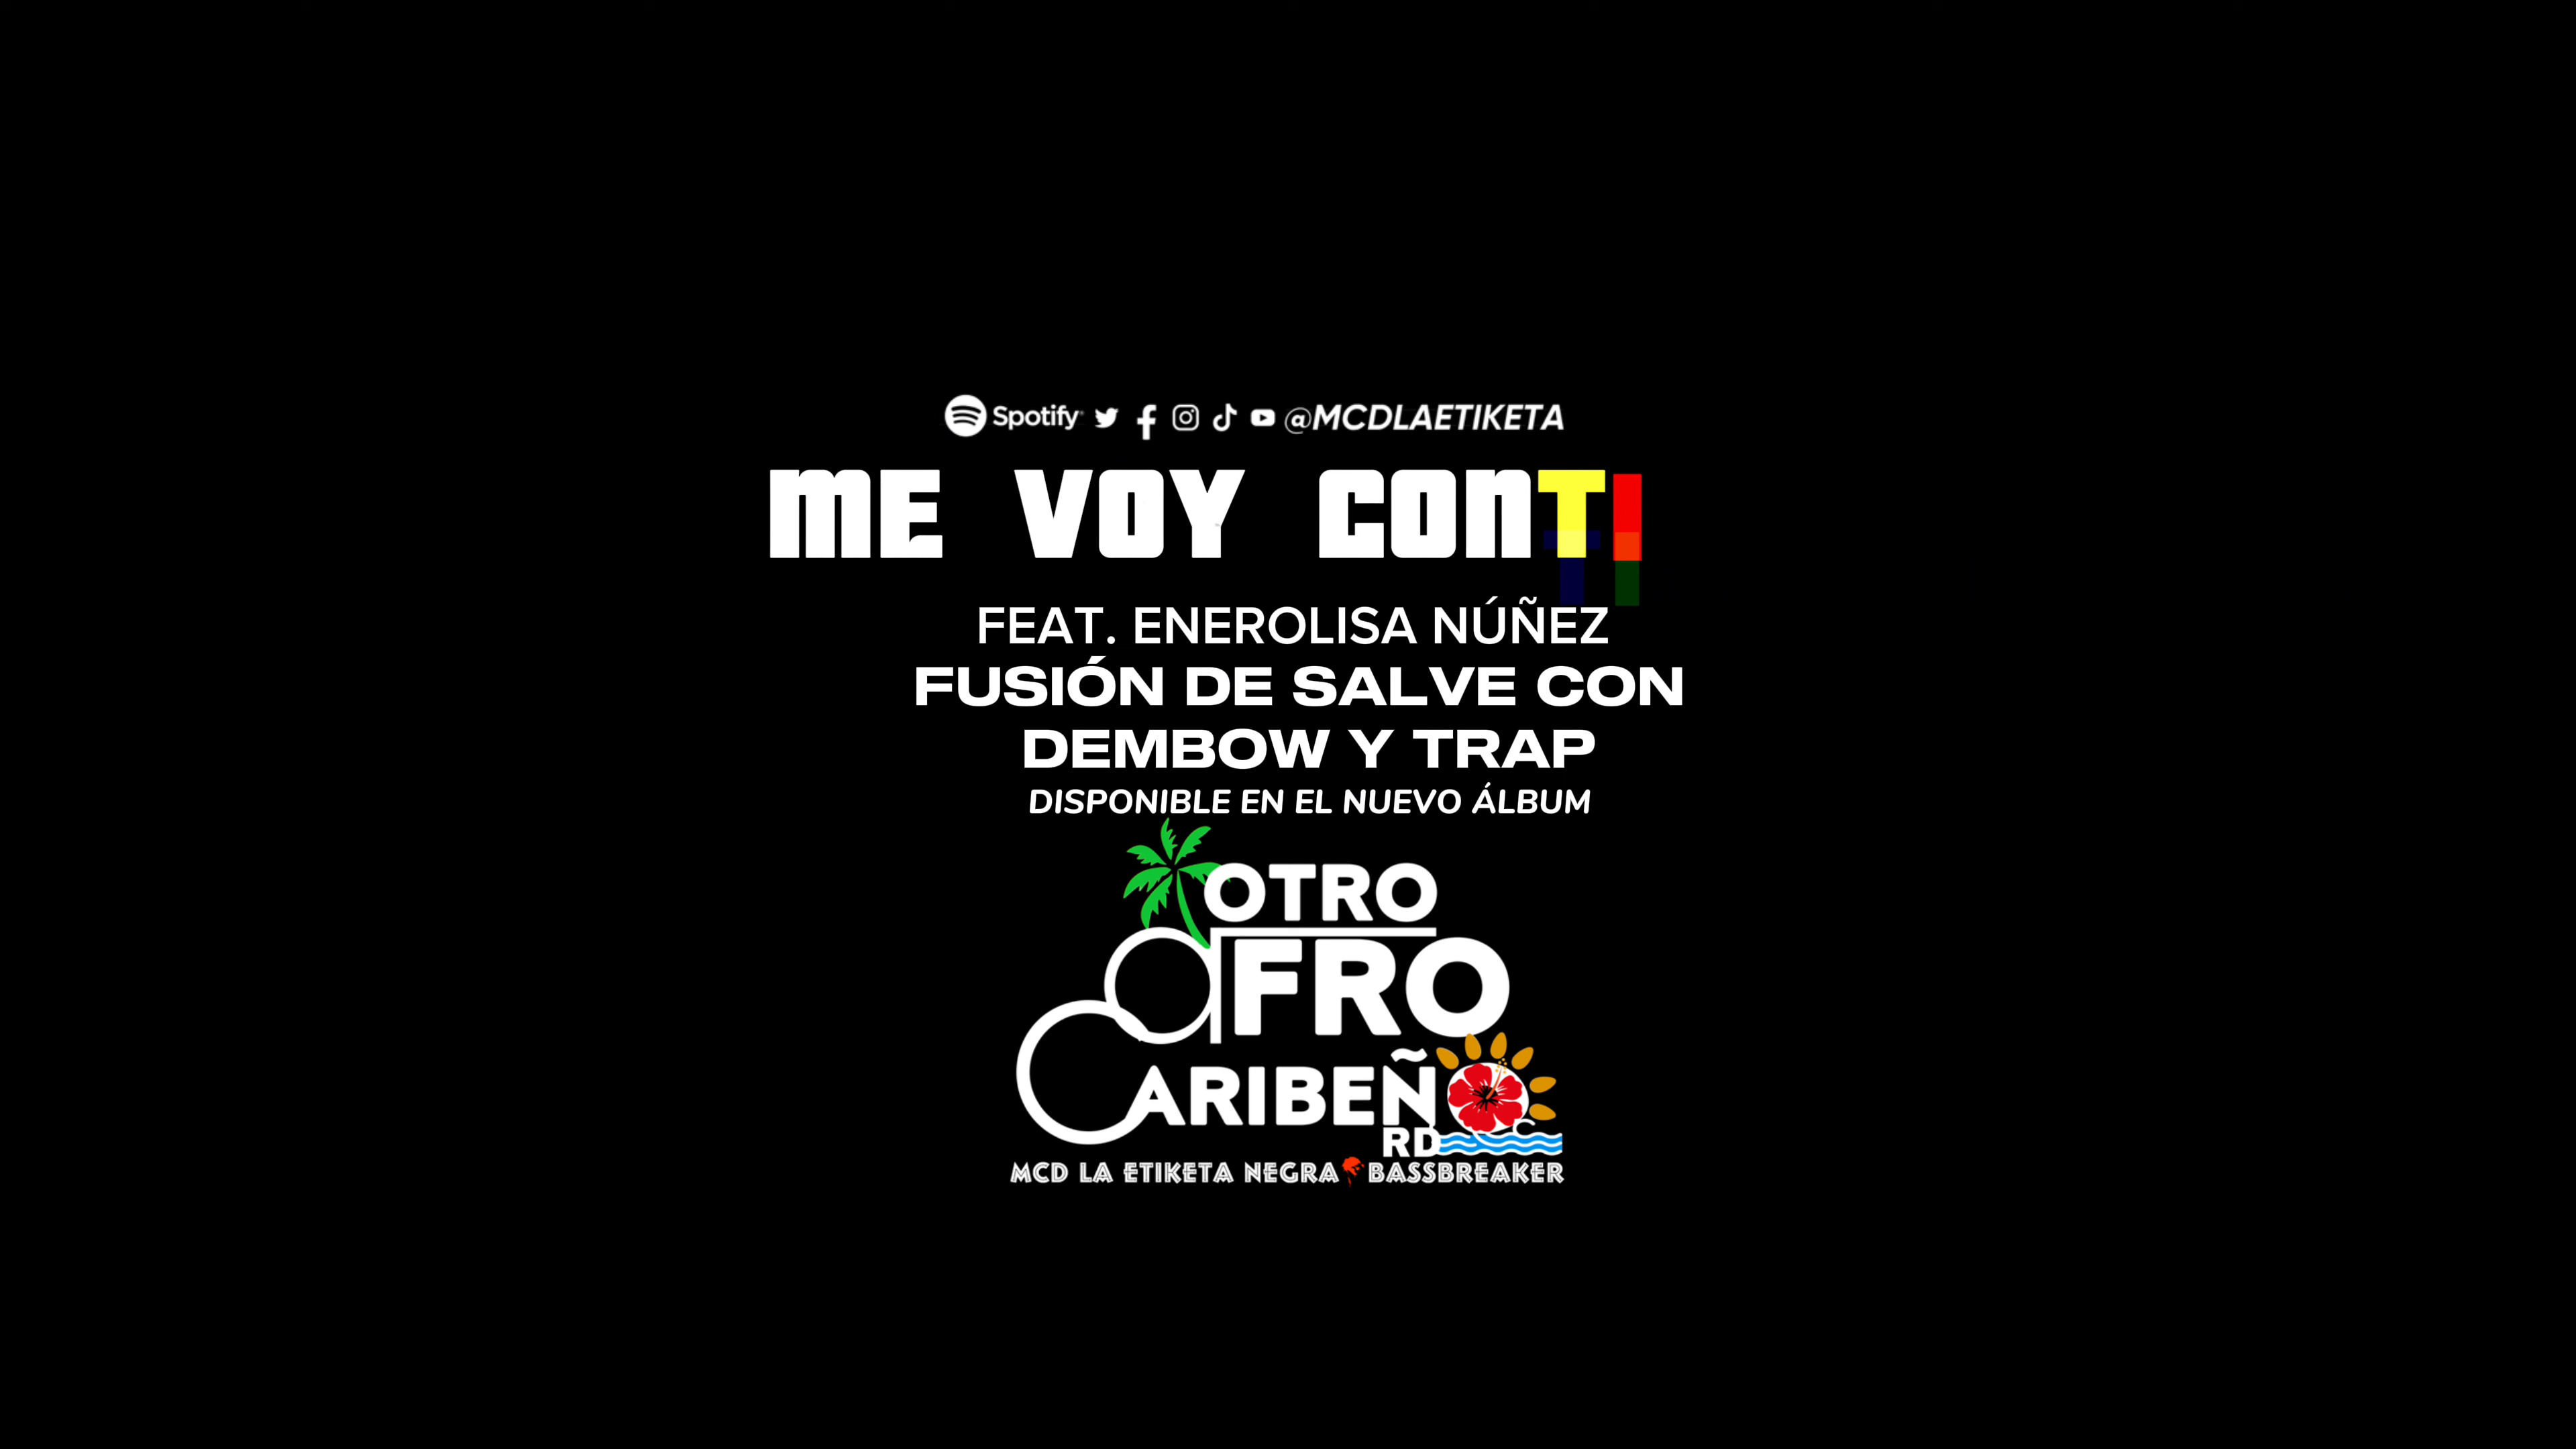 Spotify @MCDLAETIKETA
ME VOY CONTI
FEAT. ENEROLISA NÚÑEZ
FUSIÓN DE SALVE CON
DEMBOW Y TRAP
DISPONIBLE EN EL NUEVO ÁLBUM
OTRO
aFRO
CARIBEÑO
RD
MCD LA ETIKETA NEGRA BASSBREAKER